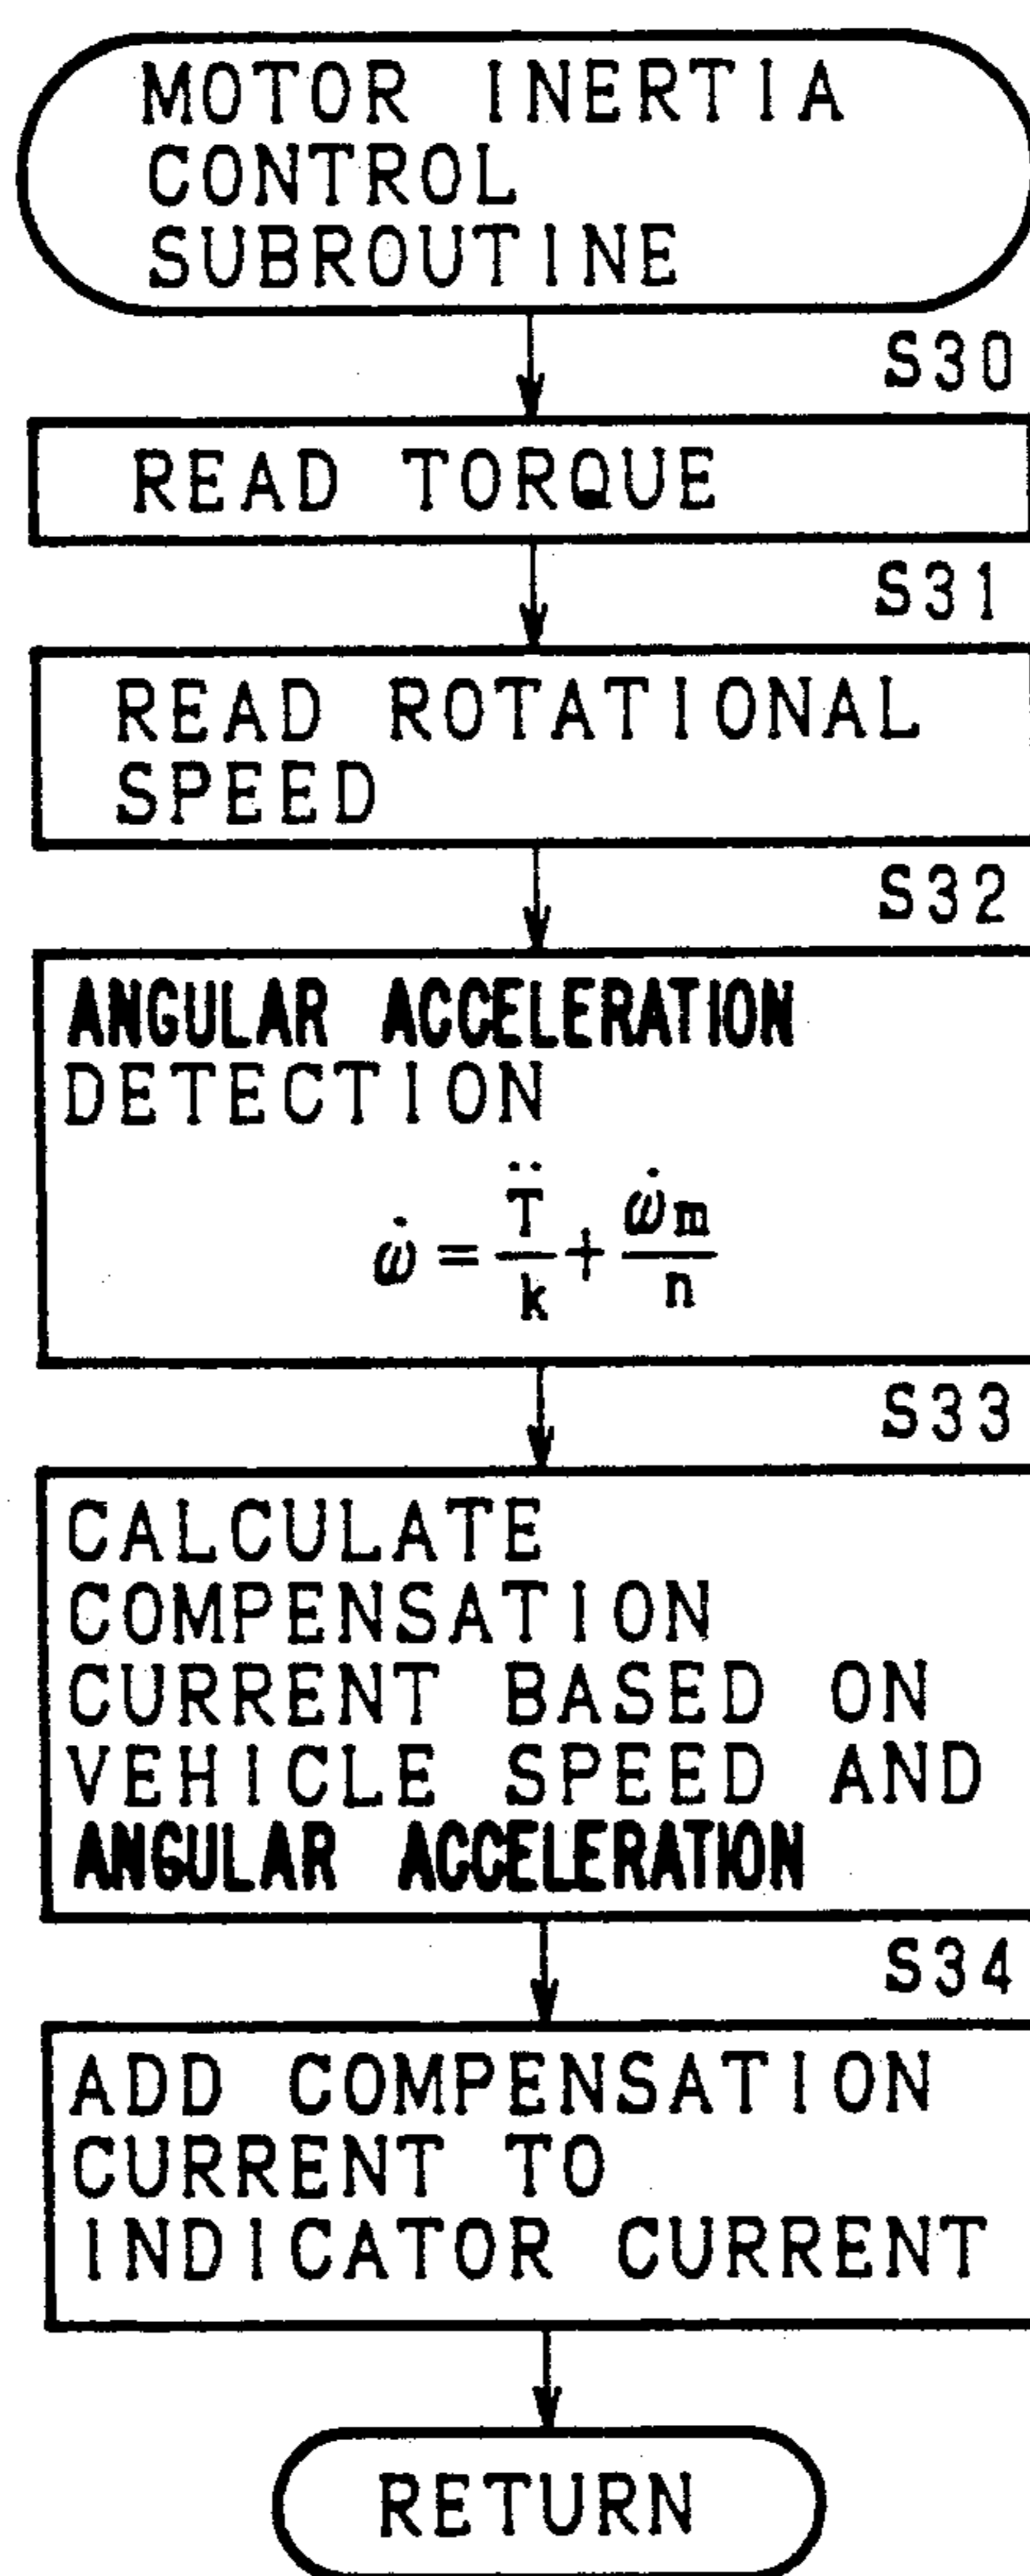 MOTOR INERTIA
CONTROL
SUBROUTINE
S30
READ TORQUE
S31
READ ROTATIONAL
SPEED
S32
ANGULAR ACCELERATION
DETECTION
ω̇ = T̈/k + ω̇m/n
S33
CALCULATE
COMPENSATION
CURRENT BASED ON
VEHICLE SPEED AND
ANGULAR ACCELERATION
S34
ADD COMPENSATION
CURRENT TO
INDICATOR CURRENT
RETURN